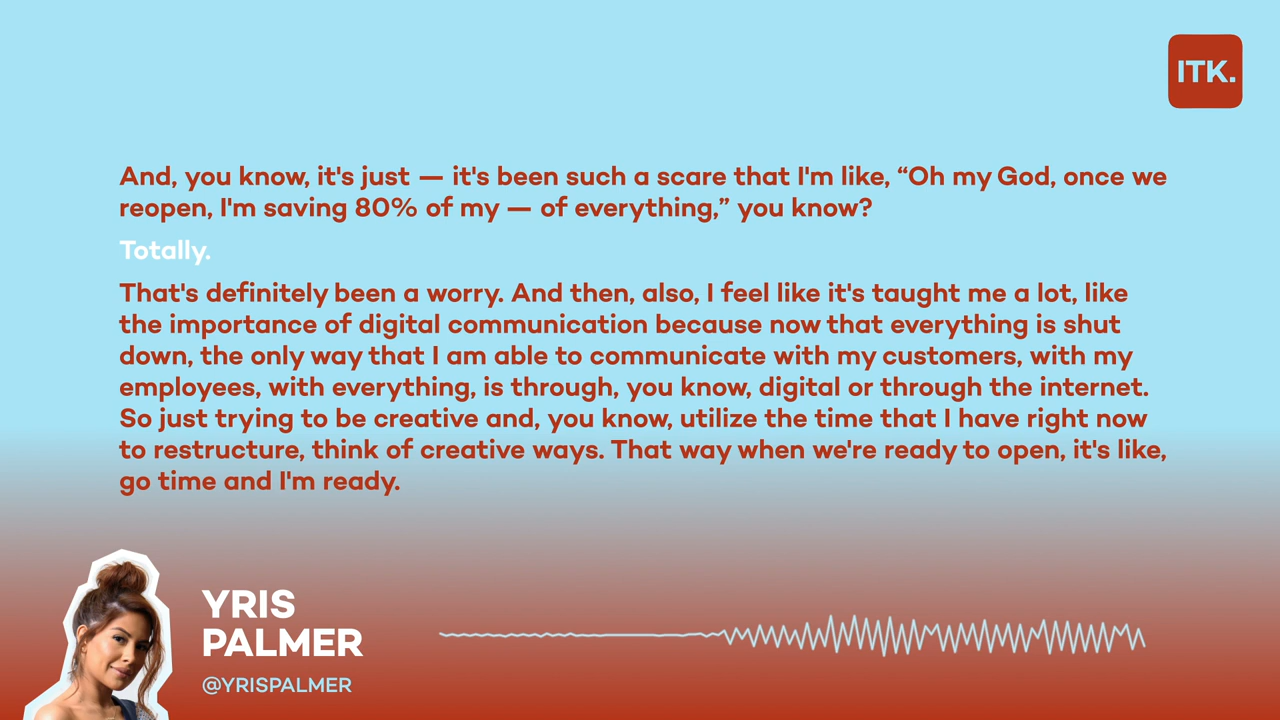 ITK.
And, you know, it's just — it's been such a scare that I'm like, “Oh my God, once we
reopen, I'm saving 80% of my — of everything,” you know?
Totally.
That's definitely been a worry. And then, also, I feel like it's taught me a lot, like
the importance of digital communication because now that everything is shut
down, the only way that I am able to communicate with my customers, with my
employees, with everything, is through, you know, digital or through the internet.
So just trying to be creative and, you know, utilize the time that I have right now
to restructure, think of creative ways. That way when we're ready to open, it's like,
go time and I'm ready.
YRIS
PALMER
@YRISPALMER